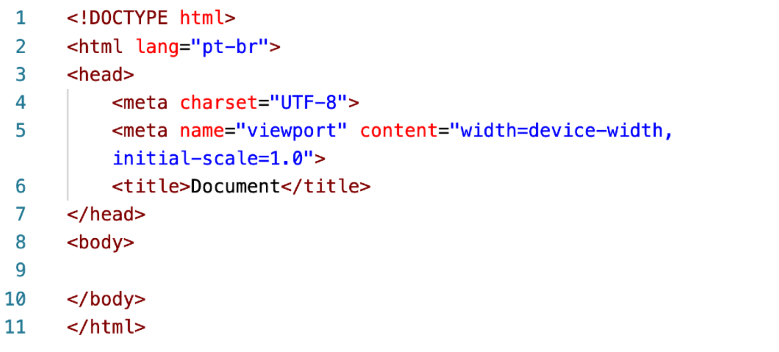 1 <!DOCTYPE html>
2 <html lang="pt-br">
3 <head>
4 <meta charset="UTF-8">
5 <meta name="viewport" content="width=device-width,
initial-scale=1.0">
6 <title>Document</title>
7 </head>
8 <body>
9
10 </body>
11 </html>